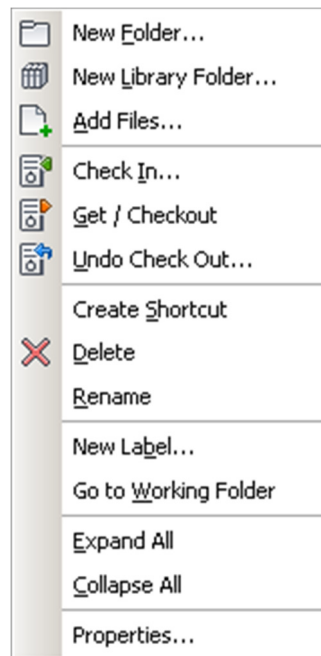 New Folder...
New Library Folder...
Add Files...
Check In...
Get / Checkout
Undo Check Out...
Create Shortcut
Delete
Rename
New Label...
Go to Working Folder
Expand All
Collapse All
Properties...